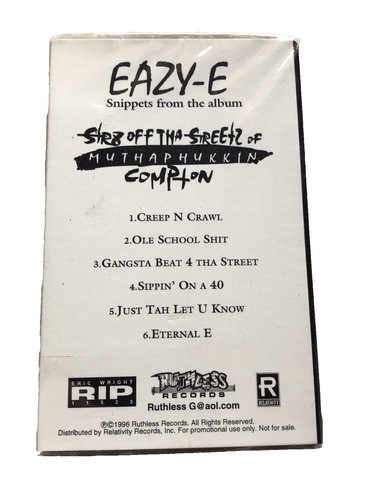 EAZY-E
Snippets from the album
STR8 OFF THA STREETZ OF
MUTHAPHUKKIN
COMPTON
1.CREEP N CRAWL
2.OLE SCHOOL SHIT
3.GANGSTA BEAT 4 THA STREET
4.SIPPIN' ON A 40
5.JUST TAH LET U KNOW
6.ETERNAL E
ERIC WRIGHT
RIP
RUTHLESS
RECORDS
Ruthless G@aol.com
R
RELATIVITY
℗©1996 Ruthless Records. All Rights Reserved.
Distributed by Relativity Records, Inc. For promotional use only. Not for sale.